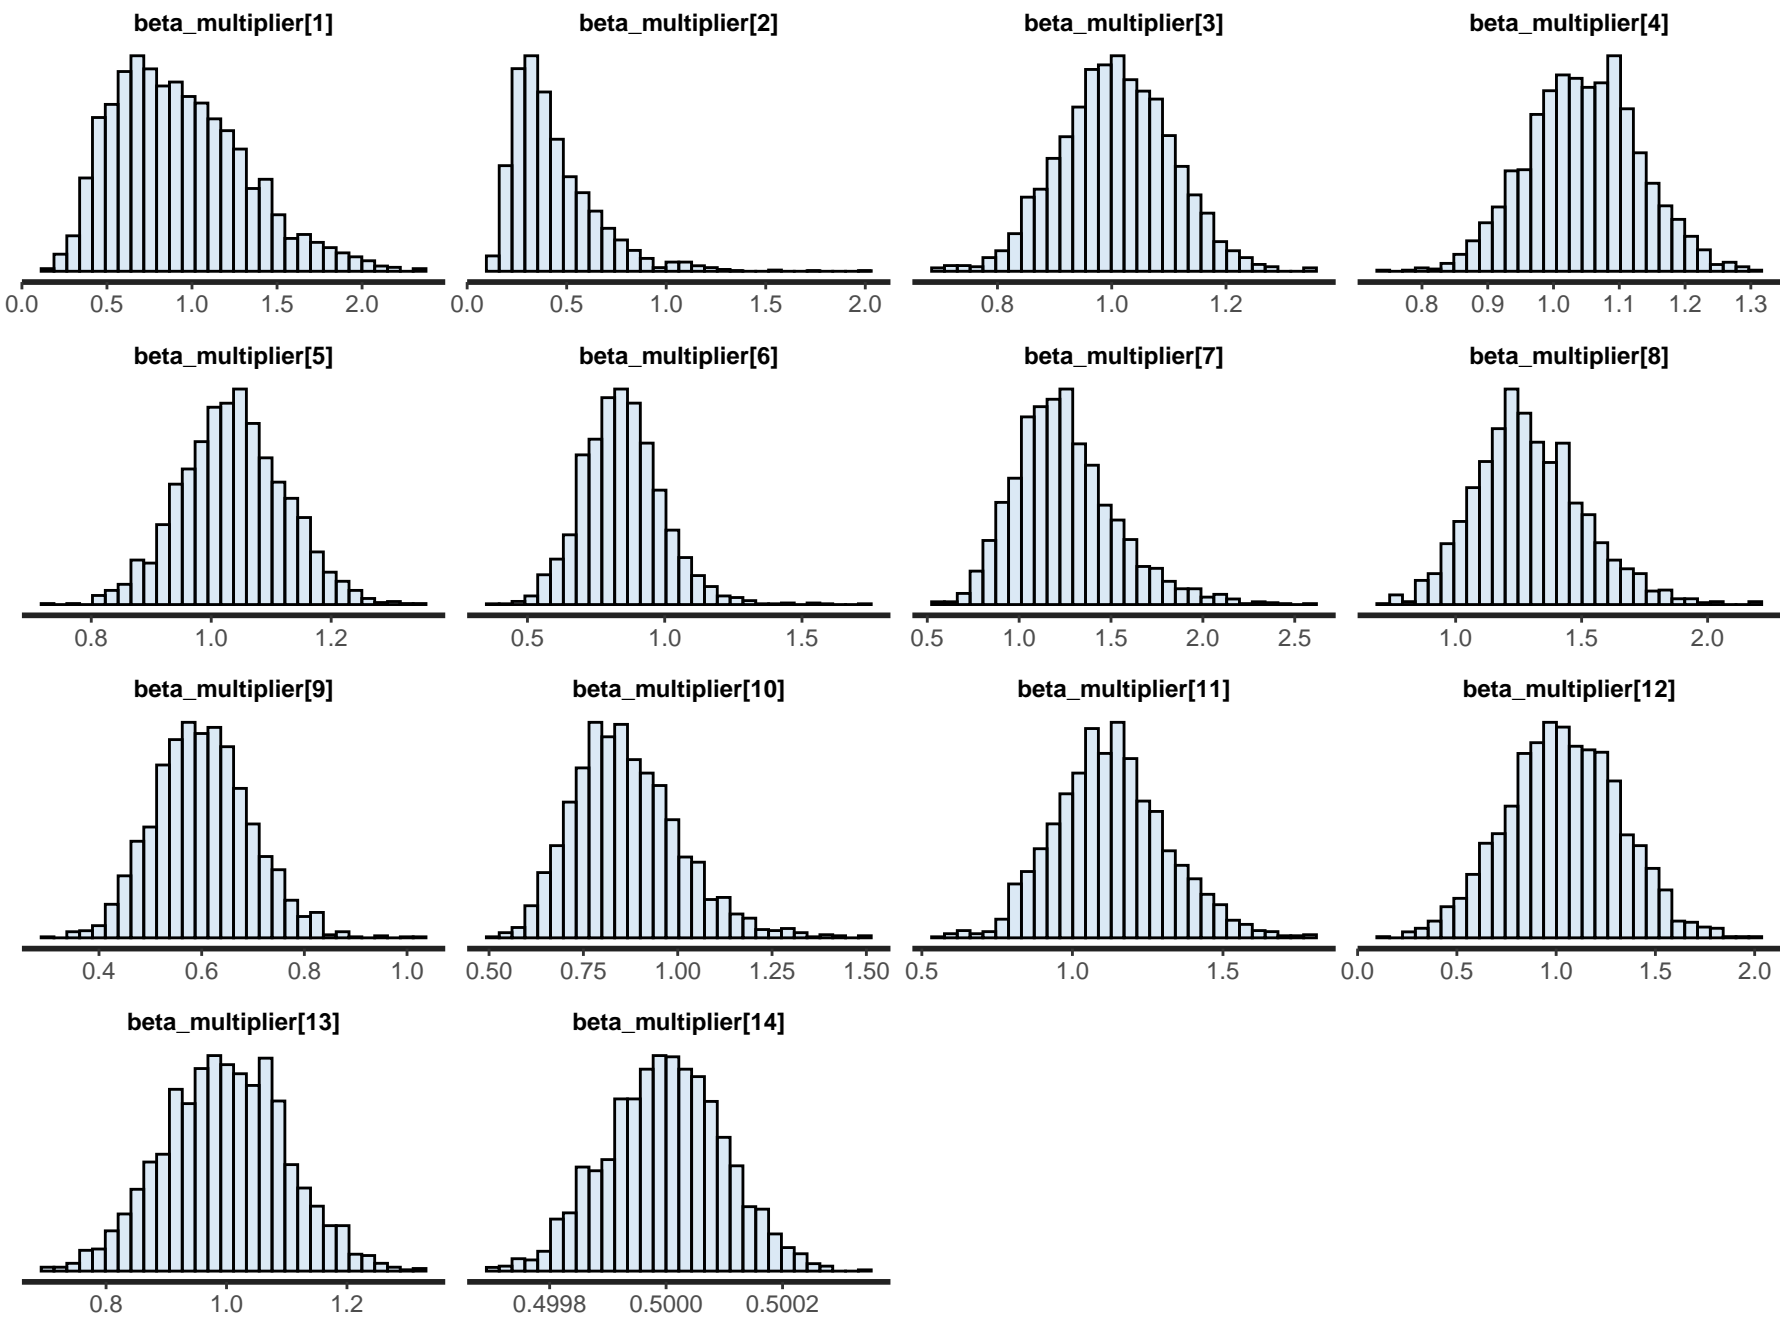 beta_multiplier[1] beta_multiplier[2] beta_multiplier[3] beta_multiplier[4]
0.0 0.5 1.0 1.5 2.0 0.0 0.5 1.0 1.5 2.0 0.8 1.0 1.2 0.8 0.9 1.0 1.1 1.2 1.3
beta_multiplier[5] beta_multiplier[6] beta_multiplier[7] beta_multiplier[8]
0.8 1.0 1.2 0.5 1.0 1.5 0.5 1.0 1.5 2.0 2.5 1.0 1.5 2.0
beta_multiplier[9] beta_multiplier[10] beta_multiplier[11] beta_multiplier[12]
0.4 0.6 0.8 1.0 0.50 0.75 1.00 1.25 1.50 0.5 1.0 1.5 0.0 0.5 1.0 1.5 2.0
beta_multiplier[13] beta_multiplier[14]
0.8 1.0 1.2 0.4998 0.5000 0.5002